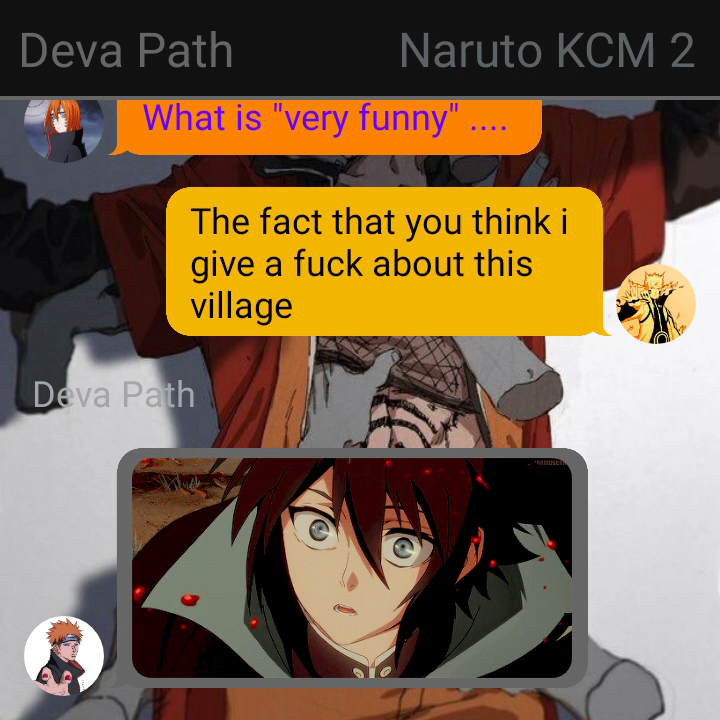 Deva Path
Naruto KCM 2
What is "very funny" ....
The fact that you think i
give a fuck about this
village
Deva Path